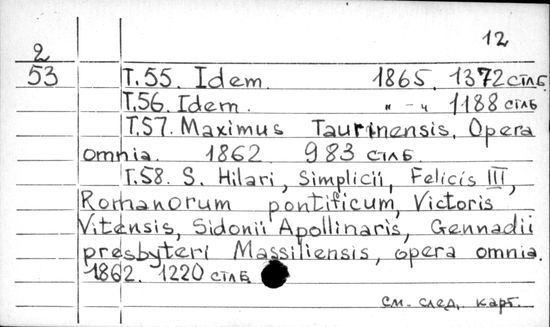 12
2
53 T.55. Idem. 1865. 1372 стлб
T.56. Idem. " – " 1188 стлб
T.57. Maximus Taurinensis. Opera
omnia. 1862. 983 стлб.
T.58. S. Hilari, Simplicii, Felicis III,
Romanorum pontificum, Victoris
Vitensis, Sidonii Apollinaris, Gennadii
presbyteri Massiliensis, opera omnia.
1862. 1220 стлб
см. след. карт.